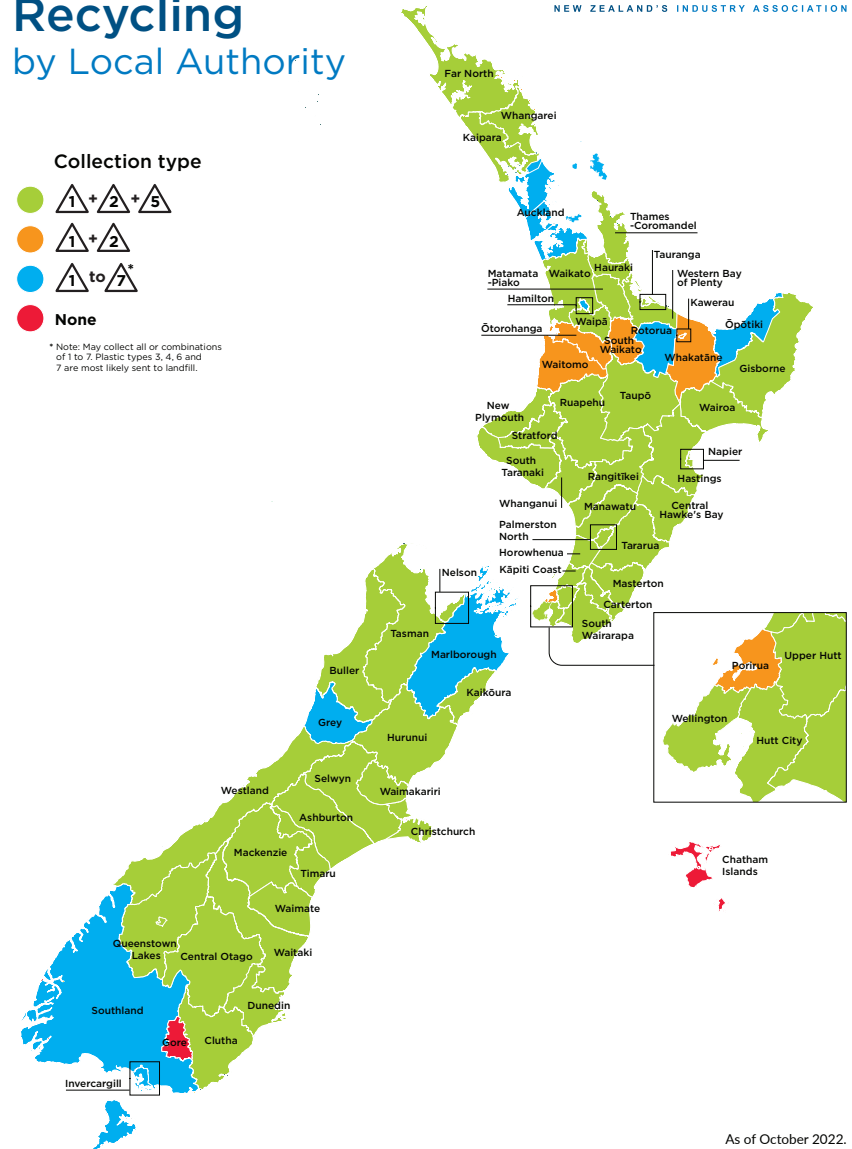 Recycling
by Local Authority
NEW ZEALAND'S INDUSTRY ASSOCIATION
Collection type
1 + 2 + 5
1 + 2
1 to 7*
None
* Note: May collect all or combinations
of 1 to 7. Plastic types 3, 4, 6 and
7 are most likely sent to landfill.
Far North
Whangarei
Kaipara
Auckland
Thames
-Coromandel
Tauranga
Waikato
Hauraki
Matamata
-Piako
Western Bay
of Plenty
Hamilton
Kawerau
Waipā
Ōtorohanga
Rotorua
Ōpōtiki
South
Waikato
Whakatāne
Waitomo
Gisborne
Taupō
Ruapehu
New
Plymouth
Wairoa
Stratford
Napier
South
Taranaki
Rangitīkei
Hastings
Whanganui
Manawatu
Central
Hawke's Bay
Palmerston
North
Tararua
Horowhenua
Kāpiti Coast
Masterton
Carterton
South
Wairarapa
Nelson
Tasman
Marlborough
Buller
Kaikōura
Grey
Hurunui
Porirua
Upper Hutt
Wellington
Hutt City
Selwyn
Westland
Waimakariri
Ashburton
Christchurch
Mackenzie
Timaru
Chatham
Islands
Waimate
Queenstown
Lakes
Central Otago
Waitaki
Southland
Dunedin
Gore
Clutha
Invercargill
As of October 2022.